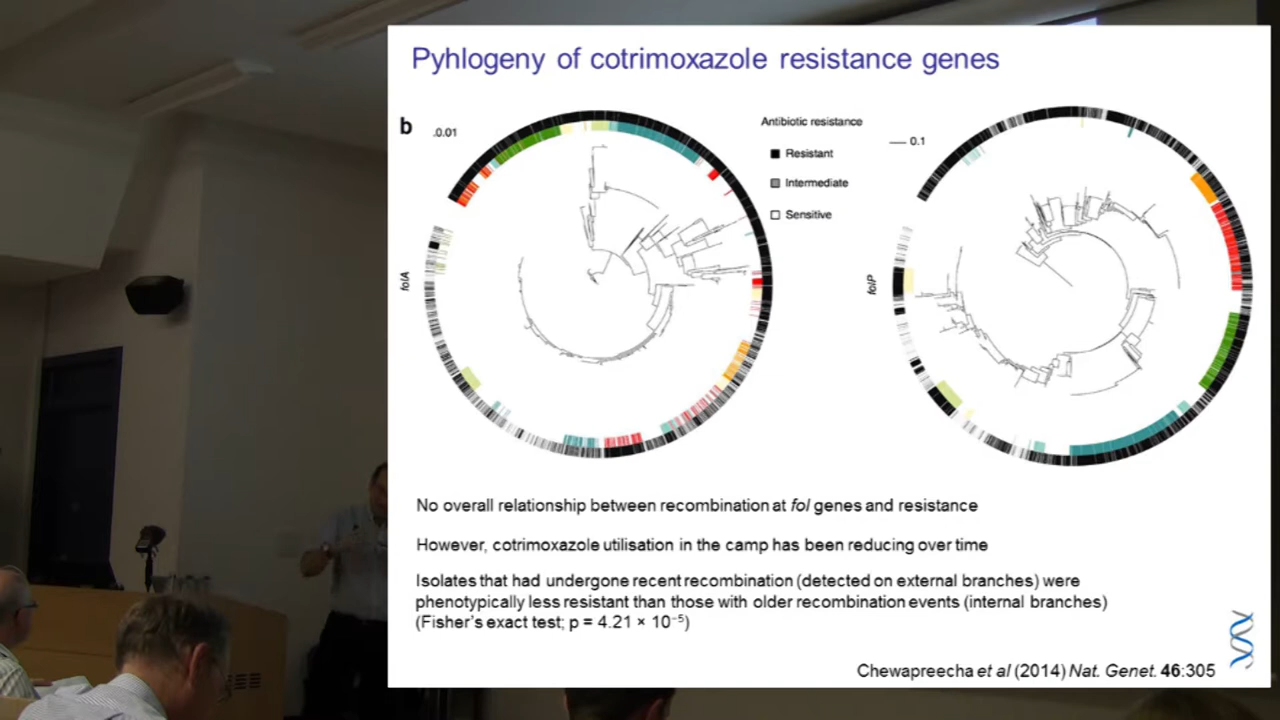 Pyhlogeny of cotrimoxazole resistance genes
b
.0.01
Antibiotic resistance
Resistant
Intermediate
Sensitive
0.1
folA
folP
No overall relationship between recombination at fol genes and resistance
However, cotrimoxazole utilisation in the camp has been reducing over time
Isolates that had undergone recent recombination (detected on external branches) were
phenotypically less resistant than those with older recombination events (internal branches)
(Fisher's exact test; p = 4.21 × 10⁻⁵)
Chewapreecha et al (2014) Nat. Genet. 46:305